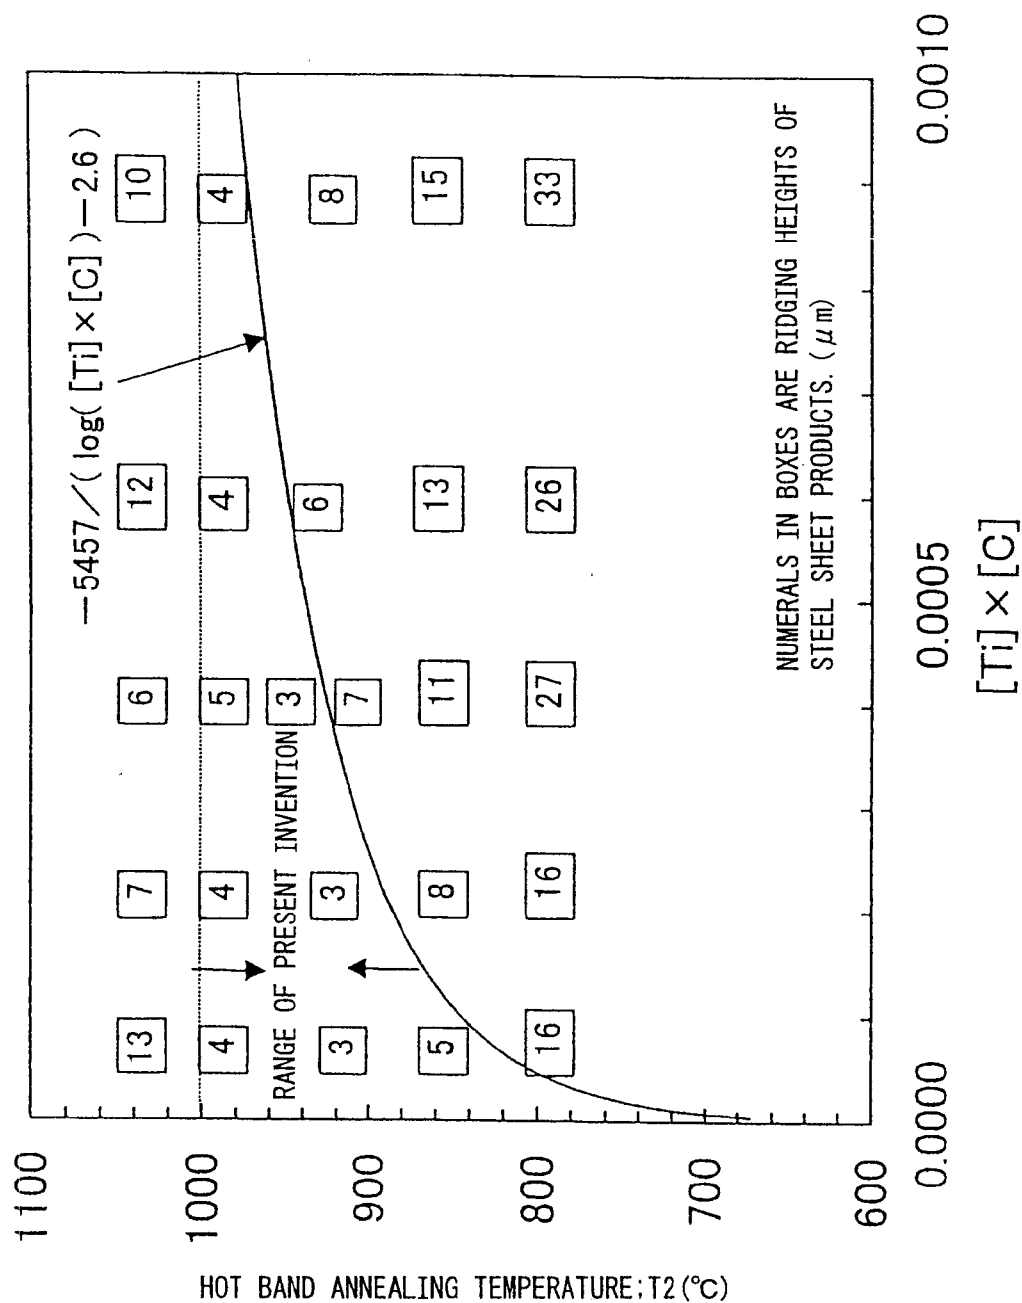 1100
1000
900
800
700
600
HOT BAND ANNEALING TEMPERATURE;T2(℃)
−5457/(log([Ti]×[C])−2.6)
13 7 6 12 10
4 4 5 4 4
RANGE OF PRESENT INVENTION
3 3 3 6 8
7
5 8 11 13 15
16 16 27 26 33
NUMERALS IN BOXES ARE RIDGING HEIGHTS OF
STEEL SHEET PRODUCTS. (μm)
0.0000 0.0005 0.0010
[Ti]×[C]